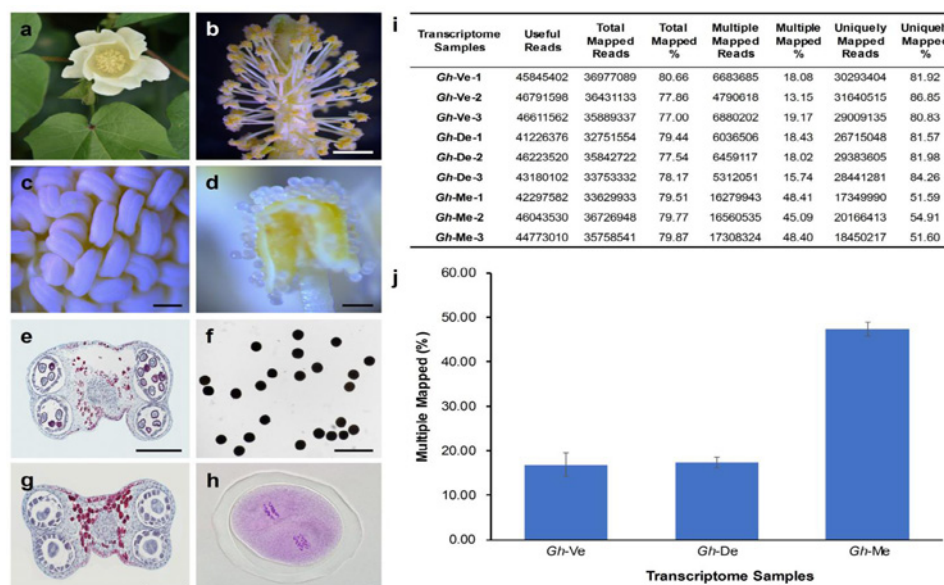 a
b
c
d
e
f
g
h
i
Transcriptome Samples Useful Reads Total Mapped Reads Total Mapped % Multiple Mapped Reads Multiple Mapped % Uniquely Mapped Reads Uniquely Mapped %
Gh-Ve-1 45845402 36977089 80.66 6683685 18.08 30293404 81.92
Gh-Ve-2 46791598 36431133 77.86 4790618 13.15 31640515 86.85
Gh-Ve-3 46611562 35889337 77.00 6880202 19.17 29009135 80.83
Gh-De-1 41226376 32751554 79.44 6036506 18.43 26715048 81.57
Gh-De-2 46223520 35842722 77.54 6459117 18.02 29383605 81.98
Gh-De-3 43180102 33753332 78.17 5312051 15.74 28441281 84.26
Gh-Me-1 42297582 33629933 79.51 16279943 48.41 17349990 51.59
Gh-Me-2 46043530 36726948 79.77 16560535 45.09 20166413 54.91
Gh-Me-3 44773010 35758541 79.87 17308324 48.40 18450217 51.60
j
Multiple Mapped (%)
60.00
50.00
40.00
30.00
20.00
10.00
0.00
Gh-Ve Gh-De Gh-Me
Transcriptome Samples